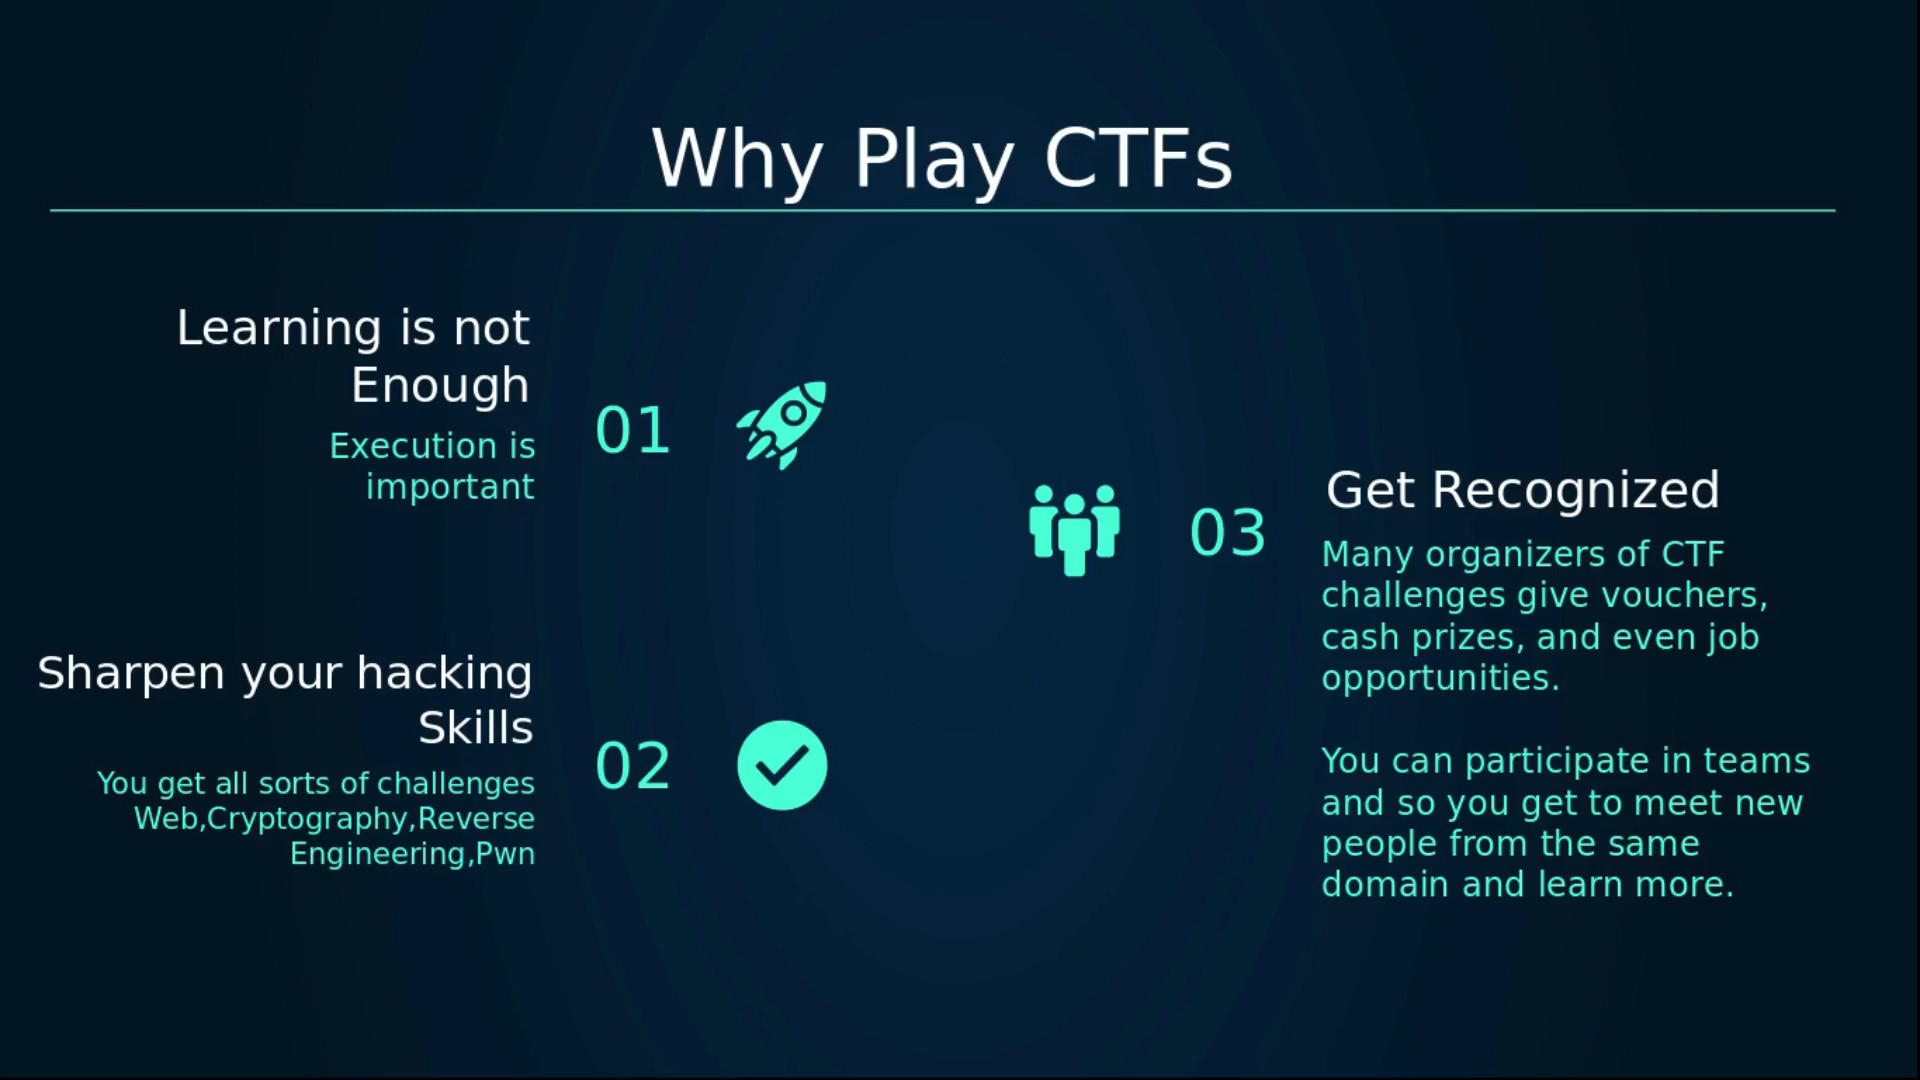 Why Play CTFs
Learning is not
Enough
Execution is
important
01
Sharpen your hacking
Skills
You get all sorts of challenges
Web,Cryptography,Reverse
Engineering,Pwn
02
03
Get Recognized
Many organizers of CTF
challenges give vouchers,
cash prizes, and even job
opportunities.
You can participate in teams
and so you get to meet new
people from the same
domain and learn more.